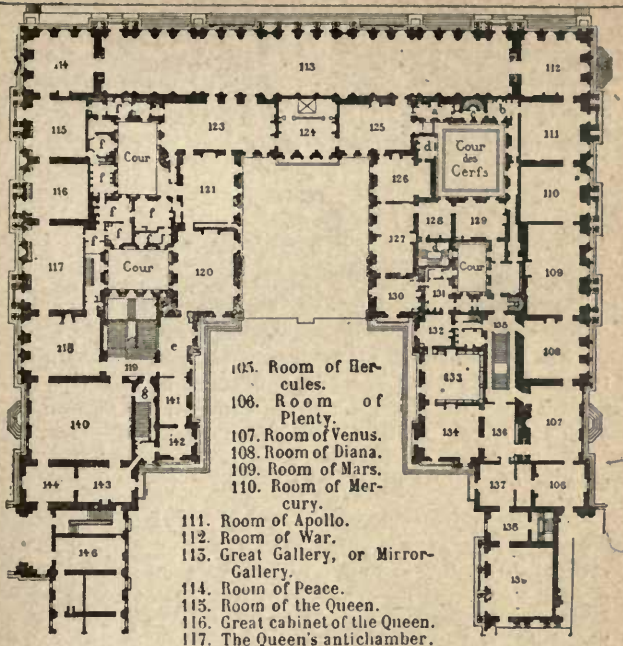 114
113
112
115
f
f
123
124
125
a
b
111
f
Cour
d
Cour
des
Cerfs
116
f
121
126
110
f
f
128
129
117
f
f
127
109
Cour
120
Cour
130
131
118
e
132
135
108
119
g
133
140
141
134
136
107
142
144
143
137
106
146
138
105. Room of Her-
cules.
106. Room of
Plenty.
107. Room of Venus.
108. Room of Diana.
109. Room of Mars.
110. Room of Mer-
cury.
111. Room of Apollo.
112. Room of War.
113. Great Gallery, or Mirror-
Gallery.
114. Room of Peace.
115. Room of the Queen.
116. Great cabinet of the Queen.
117. The Queen's antichamber.